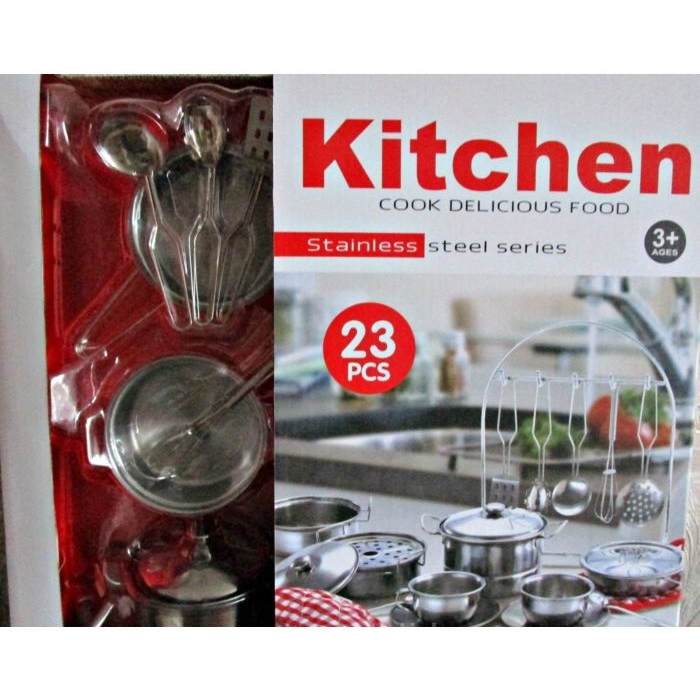 Kitchen
COOK DELICIOUS FOOD
Stainless steel series
3+
AGES
23
PCS